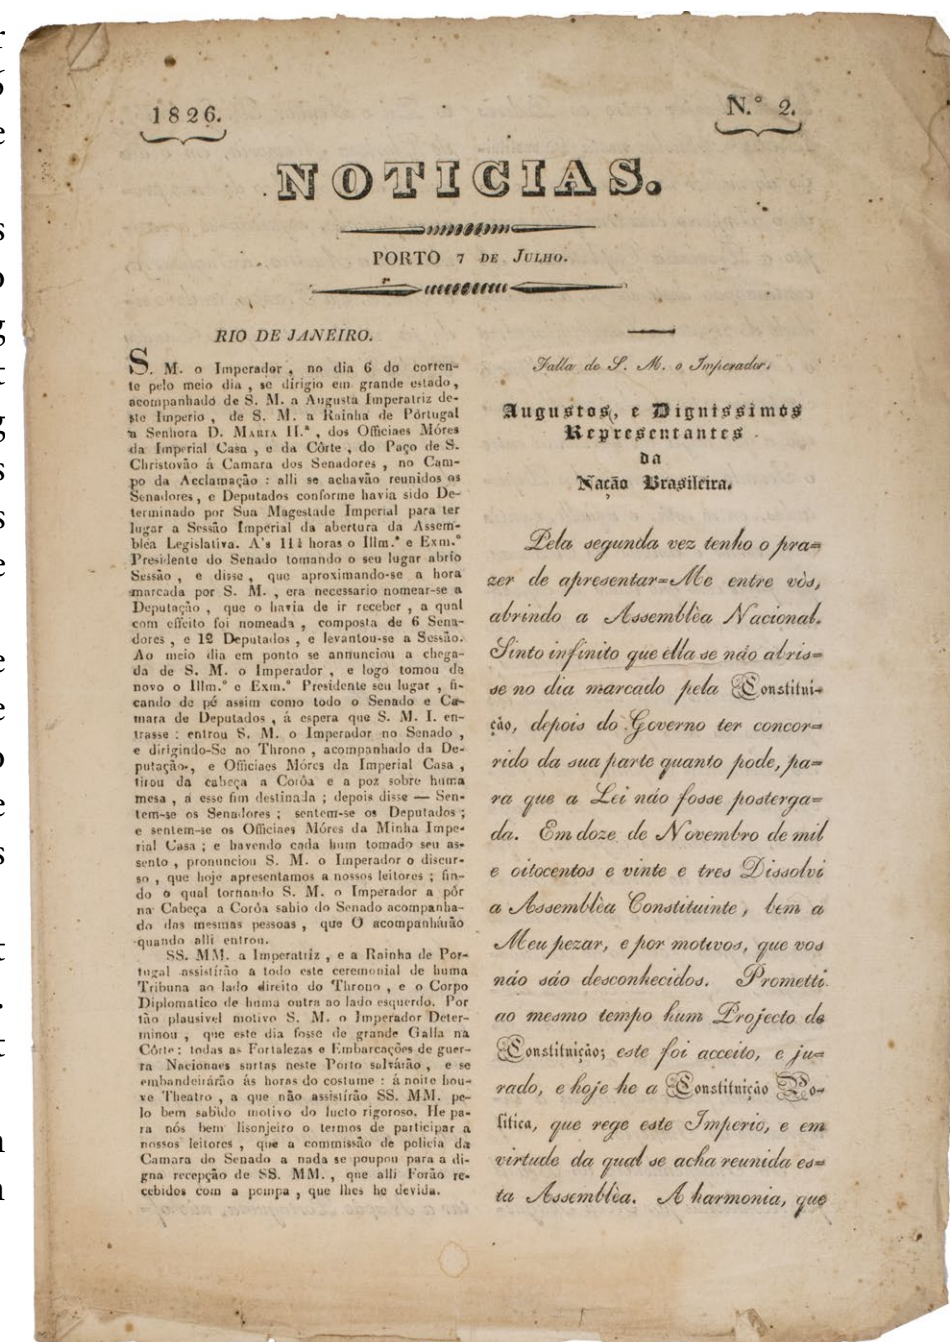 1826.
N.º 2.
NOTICIAS.
PORTO 7 DE JULHO.
RIO DE JANEIRO.
S. M. o Imperador , no dia 6 do corren-
te pelo meio dia , se dirigio em grande estado ,
acompanhado de S. M. a Augusta Imperatriz de-
ste Imperio , de S. M. a Rainha de Portugal
a Senhora D. MARIA II.ª , dos Officiaes Móres
da Imperial Casa , e da Côrte , do Paço de S.
Christovão á Camara dos Senadores , no Cam-
po da Acclamação : alli se achavão reunidos os
Senadores , e Deputados conforme havia sido De-
terminado por Sua Magestade Imperial para ter
lugar a Sessão Imperial da abertura da Assem-
bléa Legislativa. A's 11½ horas o Illm.º e Exm.º
Presidente do Senado tomando o seu lugar abrio
Sessão , e disse , que aproximando-se a hora
marcada por S. M. , era necessario nomear-se a
Deputação , que o havia de ir receber , a qual
com effeito foi nomeada , composta de 6 Sena-
dores , e 12 Deputados , e levantou-se a Sessão.
Ao meio dia em ponto se annunciou a chega-
da de S. M. o Imperador , e logo tomou de
novo o Illm.º e Exm.º Presidente seu lugar , fi-
cando de pé assim como todo o Senado e Ca-
mara de Deputados , á espera que S. M. I. en-
trasse : entrou S. M. o Imperador no Senado ,
e dirigindo-Se ao Throno , acompanhado da De-
putação , e Officiaes Móres da Imperial Casa ,
tirou da cabeça a Corôa e a poz sobre huma
mesa , a esse fim destinada ; depois disse — Sen-
tem-se os Senadores ; sentem-se os Deputados ;
e sentem-se os Officiaes Móres da Minha Impe-
rial Casa ; e havendo cada hum tomado seu as-
sento , pronunciou S. M. o Imperador o discur-
so , que hoje apresentamos a nossos leitores ; fin-
do o qual tornando S. M. o Imperador a pôr
na Cabeça a Corôa sahio do Senado acompanha-
do das mesmas pessoas , que O acompanhárão
quando alli entrou.
SS. MM. a Imperatriz , e a Rainha de Por-
tugal assistírão a todo este ceremonial de huma
Tribuna ao lado direito do Throno , e o Corpo
Diplomatico de huma outra ao lado esquerdo. Por
tão plausivel motivo S. M. o Imperador Deter-
minou , que este dia fosse de grande Galla na
Côrte : todas as Fortalezas e Embarcações de guer-
ra Nacionaes surtas neste Porto salvárão , e se
embandeirárão ás horas do costume : á noite hou-
ve Theatro , a que não assistírão SS. MM. pe-
lo bem sabido motivo do lucto rigoroso. He pa-
ra nós bem lisonjeiro o termos de participar a
nossos leitores , que a commissão de policia da
Camara do Senado a nada se poupou para a di-
gna recepção de SS. MM. , que alli Forão re-
cebidos com a pompa , que lhes he devida.
Falla de S. M. o Imperador.
Augustos, e Dignissimos
Representantes
da
Nação Brasileira.
Pela segunda vez tenho o pra=
zer de apresentar=Me entre vòs,
abrindo a Assemblèa Nacional.
Sinto infinito que ella se não abris=
se no dia marcado pela Constitui-
ção, depois do Governo ter concor=
rido da sua parte quanto pode, pa=
ra que a Lei não fosse posterga=
da. Em doze de Novembro de mil
e oitocentos e vinte e tres Dissolvi
a Assemblèa Constituinte, bem a
Meu pezar, e por motivos, que vos
não são desconhecidos. Prometti
ao mesmo tempo hum Projecto de
Constituição; este foi acceito, e ju=
rado, e hoje he a Constituição Po-
lítica, que rege este Imperio, e em
virtude da qual se acha reunida es=
ta Assemblèa. A harmonia, que